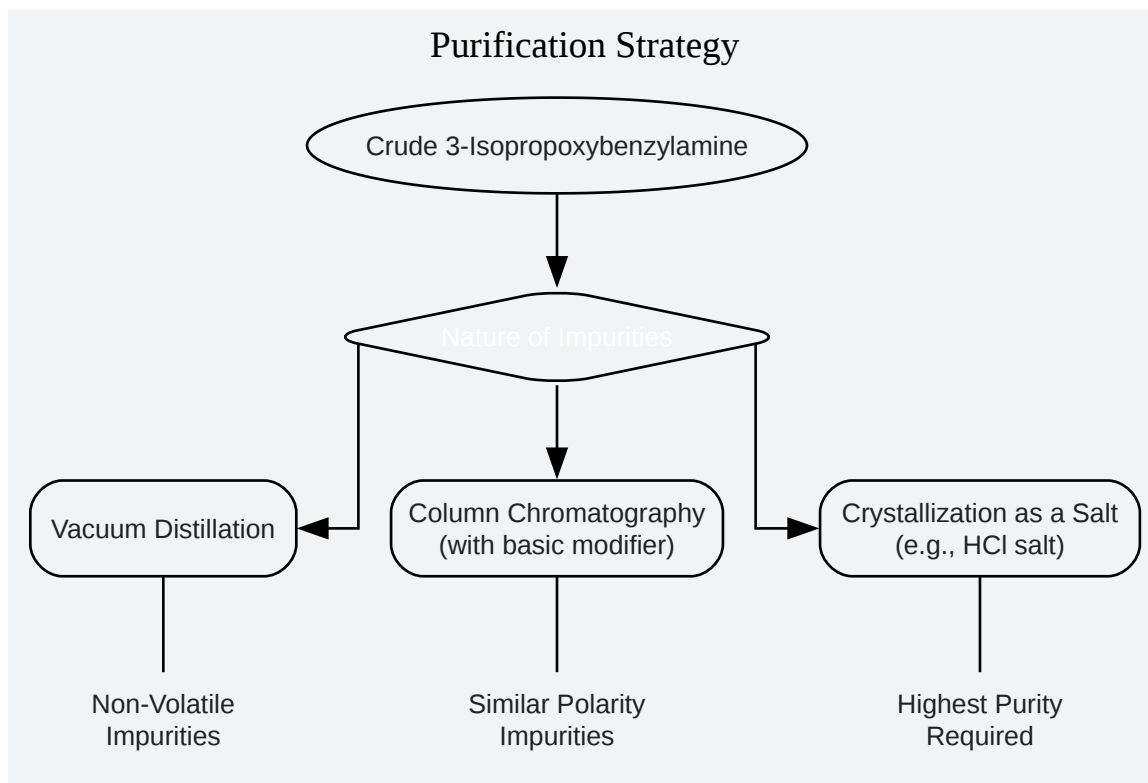 Purification Strategy
Crude 3-Isopropoxybenzylamine
Nature of Impurities
Vacuum Distillation
Column Chromatography
(with basic modifier)
Crystallization as a Salt
(e.g., HCl salt)
Non-Volatile
Impurities
Similar Polarity
Impurities
Highest Purity
Required